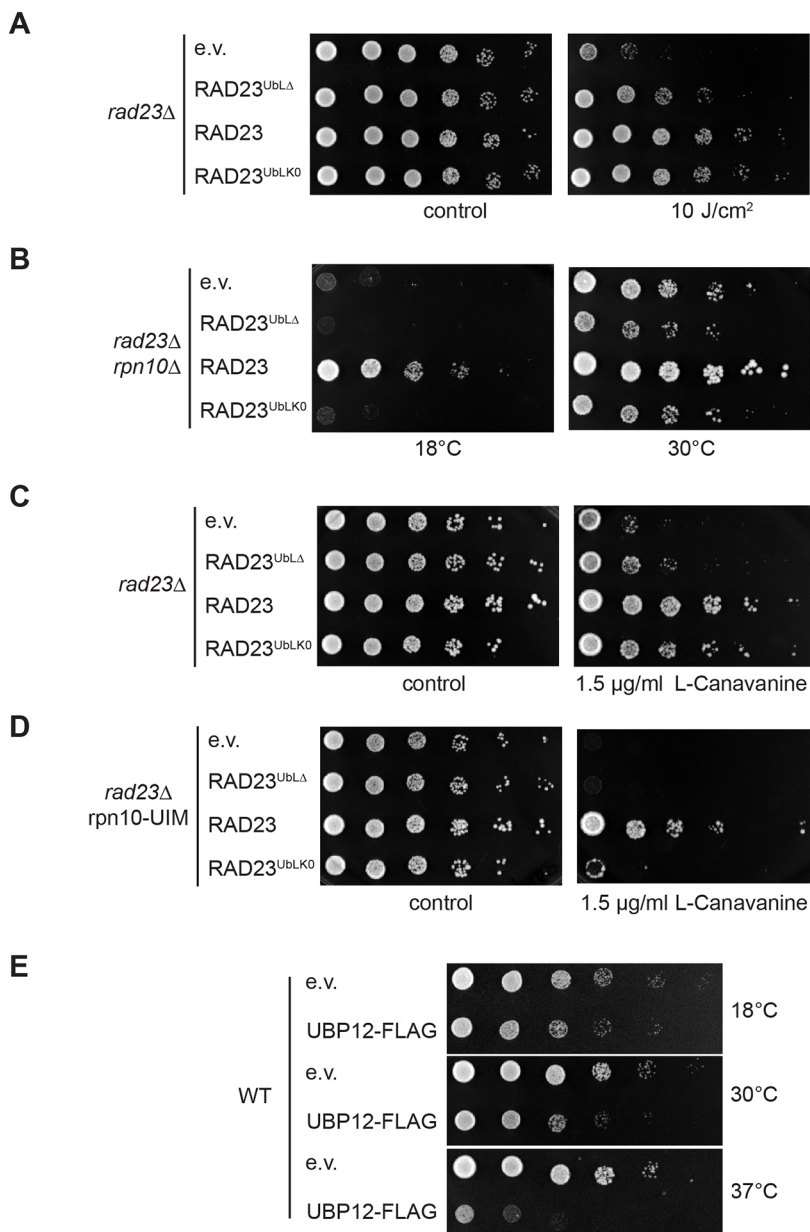 A
rad23Δ
e.v.
RAD23UbLΔ
RAD23
RAD23UbLK0
control
10 J/cm²
B
rad23Δ
rpn10Δ
e.v.
RAD23UbLΔ
RAD23
RAD23UbLK0
18°C
30°C
C
rad23Δ
e.v.
RAD23UbLΔ
RAD23
RAD23UbLK0
control
1.5 µg/ml L-Canavanine
D
rad23Δ
rpn10-UIM
e.v.
RAD23UbLΔ
RAD23
RAD23UbLK0
control
1.5 µg/ml L-Canavanine
E
WT
e.v.
UBP12-FLAG
18°C
e.v.
UBP12-FLAG
30°C
e.v.
UBP12-FLAG
37°C